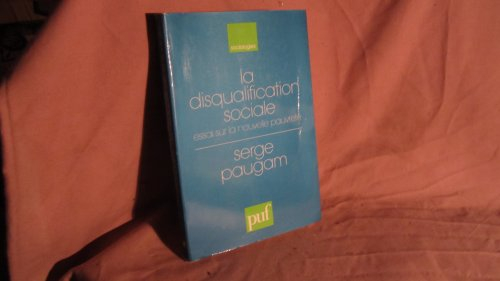 sociologies
la
disqualification
sociale
essai sur la nouvelle pauvreté
serge
paugam
puf